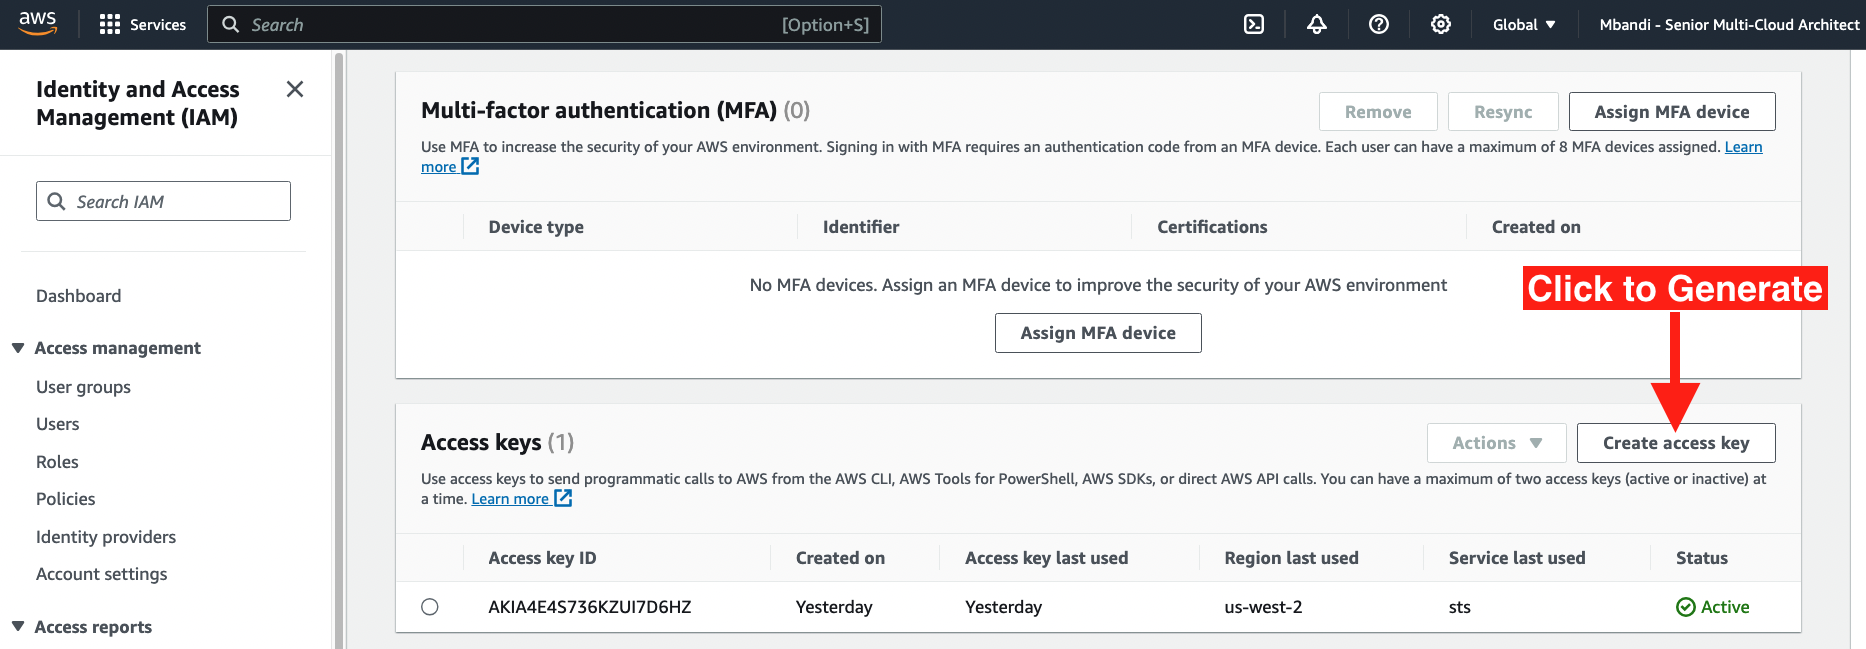 aws
Services
Search
[Option+S]
Global
Mbandi - Senior Multi-Cloud Architect
Identity and Access
Management (IAM)
Search IAM
Dashboard
Access management
User groups
Users
Roles
Policies
Identity providers
Account settings
Access reports
Multi-factor authentication (MFA) (0)
Remove
Resync
Assign MFA device
Use MFA to increase the security of your AWS environment. Signing in with MFA requires an authentication code from an MFA device. Each user can have a maximum of 8 MFA devices assigned. Learn
more
Device type
Identifier
Certifications
Created on
No MFA devices. Assign an MFA device to improve the security of your AWS environment
Assign MFA device
Click to Generate
Access keys (1)
Actions
Create access key
Use access keys to send programmatic calls to AWS from the AWS CLI, AWS Tools for PowerShell, AWS SDKs, or direct AWS API calls. You can have a maximum of two access keys (active or inactive) at
a time. Learn more
Access key ID
Created on
Access key last used
Region last used
Service last used
Status
AKIA4E4S736KZUI7D6HZ
Yesterday
Yesterday
us-west-2
sts
Active